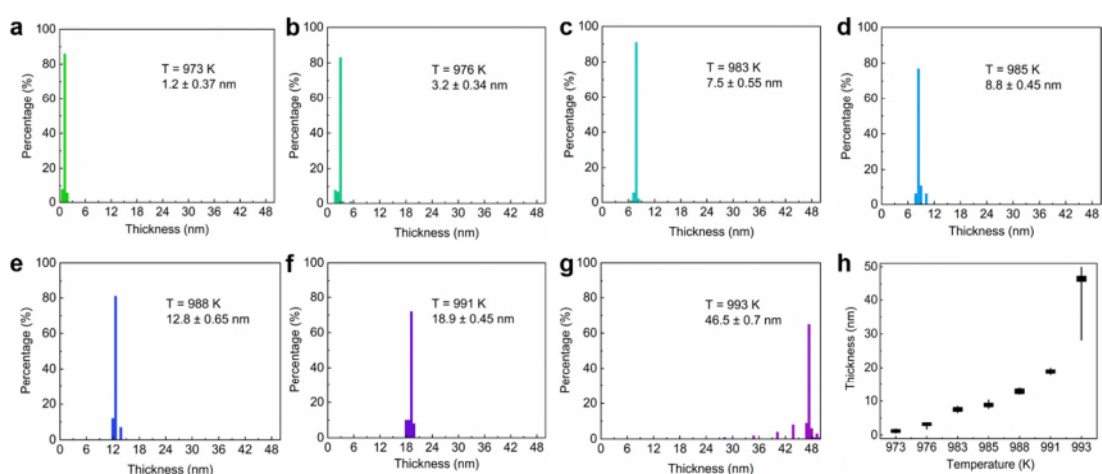 a
100
80
60
40
20
0
Percentage (%)
T = 973 K
1.2 ± 0.37 nm
0 6 12 18 24 30 36 42 48
Thickness (nm)
b
100
80
60
40
20
0
Percentage (%)
T = 976 K
3.2 ± 0.34 nm
0 6 12 18 24 30 36 42 48
Thickness (nm)
c
100
80
60
40
20
0
Percentage (%)
T = 983 K
7.5 ± 0.55 nm
0 6 12 18 24 30 36 42 48
Thickness (nm)
d
100
80
60
40
20
0
Percentage (%)
T = 985 K
8.8 ± 0.45 nm
0 6 12 18 24 30 36 42 48
Thickness (nm)
e
100
80
60
40
20
0
Percentage (%)
T = 988 K
12.8 ± 0.65 nm
0 6 12 18 24 30 36 42 48
Thickness (nm)
f
100
80
60
40
20
0
Percentage (%)
T = 991 K
18.9 ± 0.45 nm
0 6 12 18 24 30 36 42 48
Thickness (nm)
g
100
80
60
40
20
0
Percentage (%)
T = 993 K
46.5 ± 0.7 nm
0 6 12 18 24 30 36 42 48
Thickness (nm)
h
50
40
30
20
10
0
Thickness (nm)
973 976 983 985 988 991 993
Temperature (K)